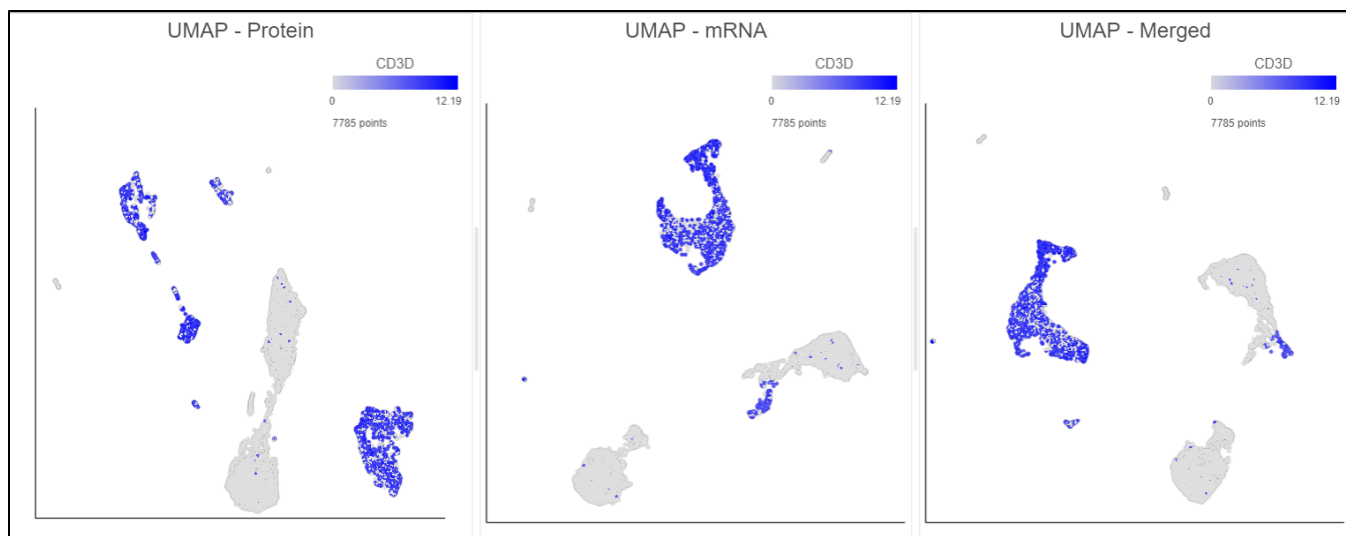 UMAP - Protein
CD3D
0 12.19
7785 points
UMAP - mRNA
CD3D
0 12.19
7785 points
UMAP - Merged
CD3D
0 12.19
7785 points